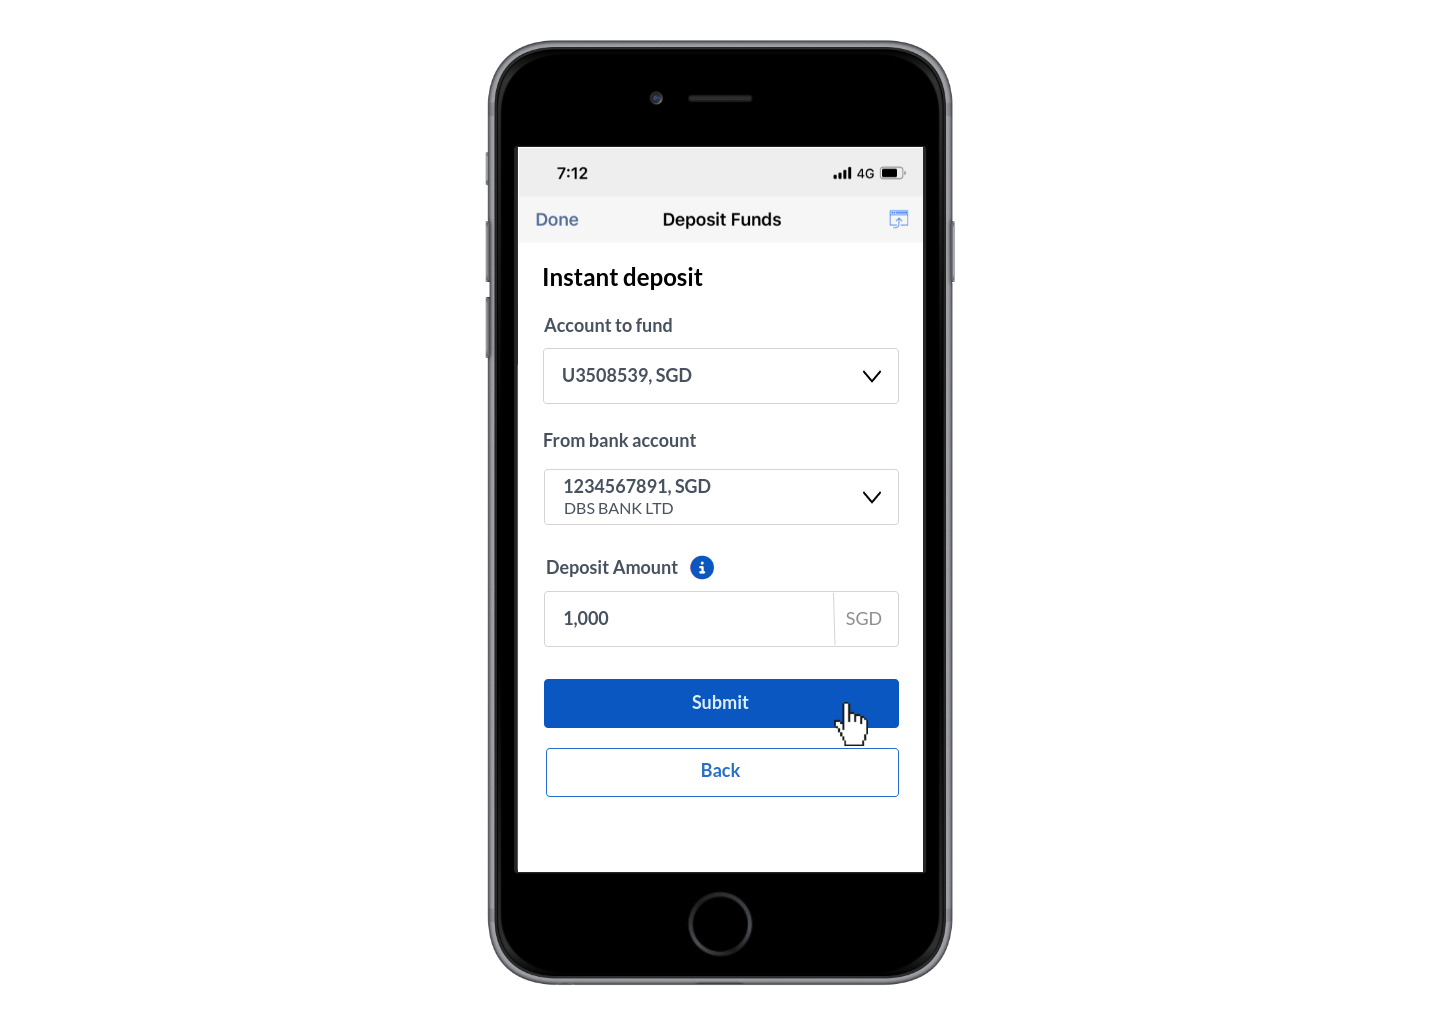 7:12 4G
Done Deposit Funds
Instant deposit
Account to fund
U3508539, SGD
From bank account
1234567891, SGD
DBS BANK LTD
Deposit Amount i
1,000 SGD
Submit
Back